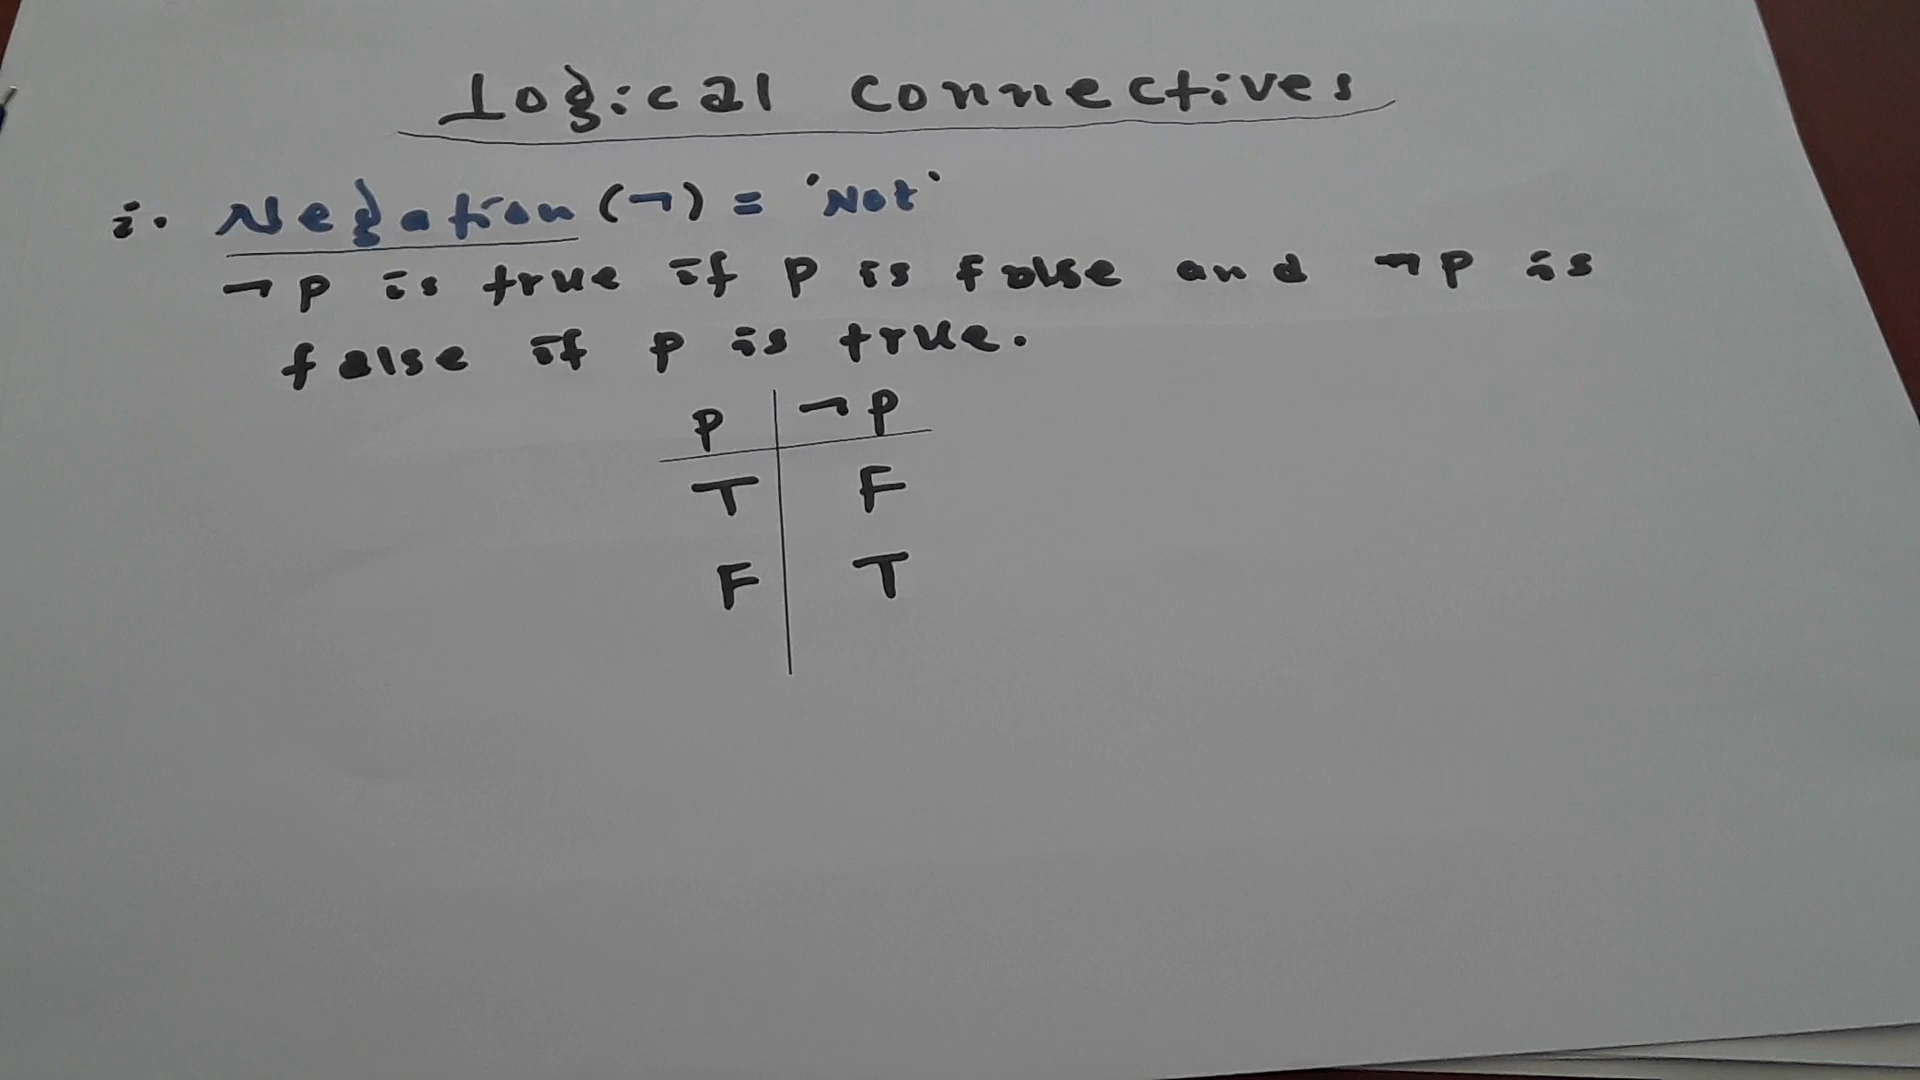 Logical Connectives
i. Negation (¬) = 'Not'
¬P is true if P is false and ¬P is
false if P is true.
P ¬P
T F
F T